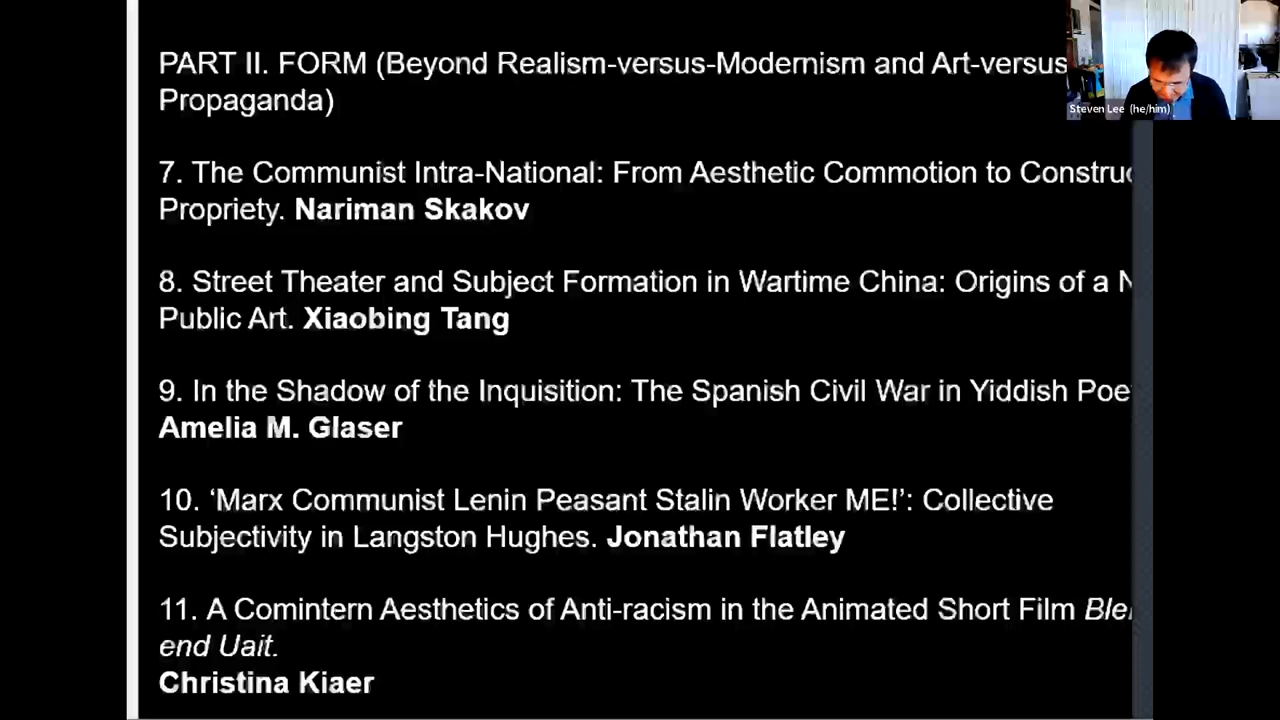 PART II. FORM (Beyond Realism-versus-Modernism and Art-versus
Propaganda)
Steven Lee (he/him)
7. The Communist Intra-National: From Aesthetic Commotion to
Propriety. Nariman Skakov
8. Street Theater and Subject Formation in Wartime China: Origins of a
Public Art. Xiaobing Tang
9. In the Shadow of the Inquisition: The Spanish Civil War in Yiddish
Amelia M. Glaser
10. ‘Marx Communist Lenin Peasant Stalin Worker ME!’: Collective
Subjectivity in Langston Hughes. Jonathan Flatley
11. A Comintern Aesthetics of Anti-racism in the Animated Short Film
end Uait.
Christina Kiaer